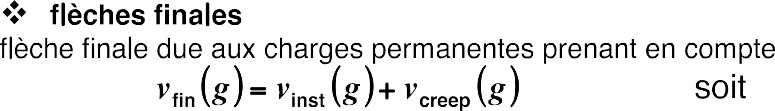 ❖ flèches finales
flèche finale due aux charges permanentes prenant en compte
v_fin(g) = v_inst(g) + v_creep(g) soit